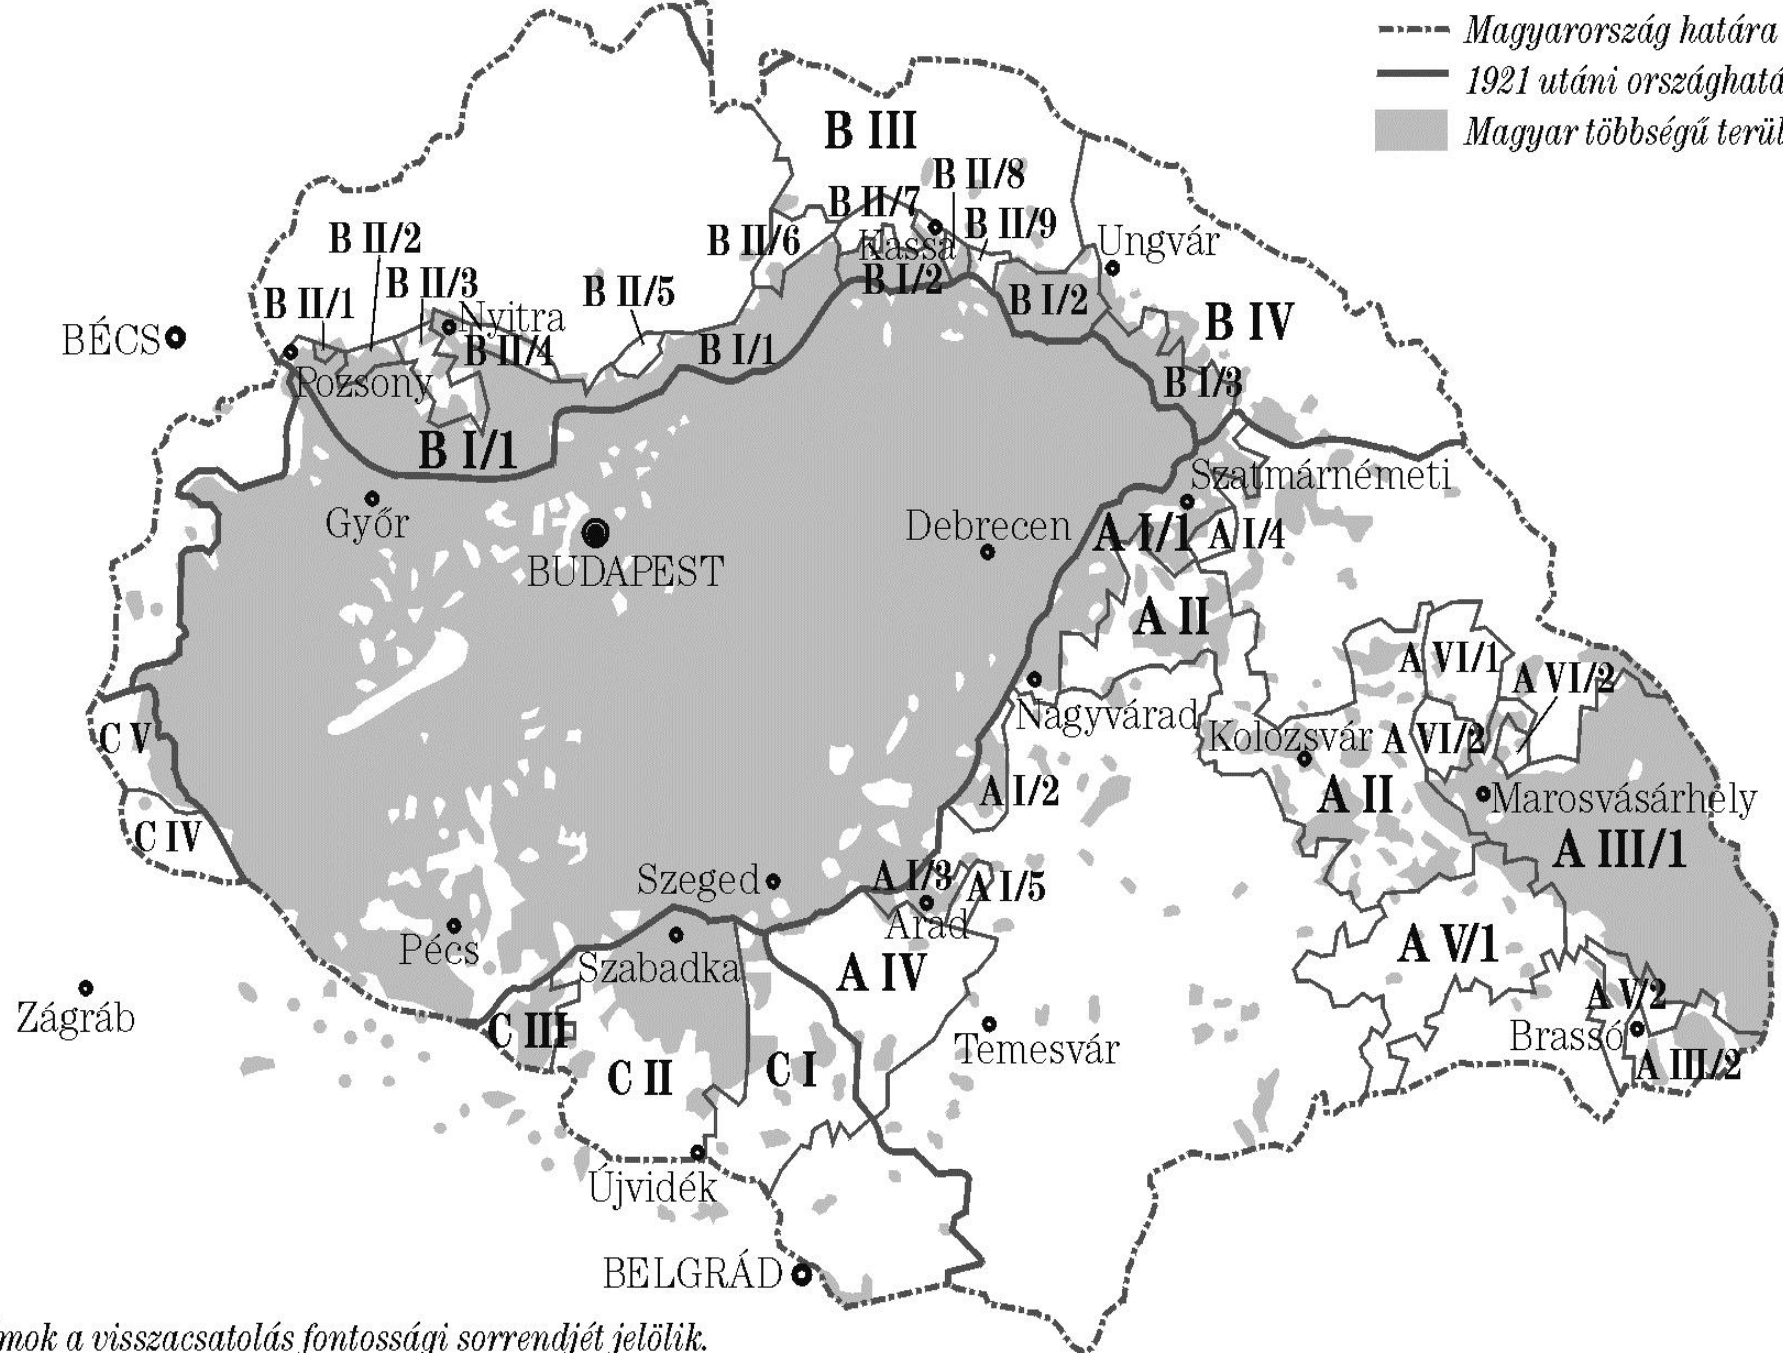 Magyarország határa
1921 utáni országhatá
Magyar többségű terül
B III
B II/8
B II/7
B II/9
B II/2
B II/6
Kassa
Ungvár
B II/3
B I/2
B II/5
B II/1
B I/2
Nyitra
B IV
BÉCS
B II/4
B I/1
Pozsony
B I/3
B I/1
Szatmárnémeti
Győr
Debrecen
A I/1
A I/4
BUDAPEST
A II
A VI/1
A VI/2
Nagyvárad
C V
Kolozsvár
A VI/2
A I/2
A II
Marosvásárhely
C IV
A III/1
Szeged
A I/3
A I/5
Arad
Pécs
A V/1
Szabadka
A IV
A V/2
Zágráb
C III
Brassó
Temesvár
C II
C I
A III/2
Újvidék
BELGRÁD
mok a visszacsatolás fontossági sorrendjét jelölik.